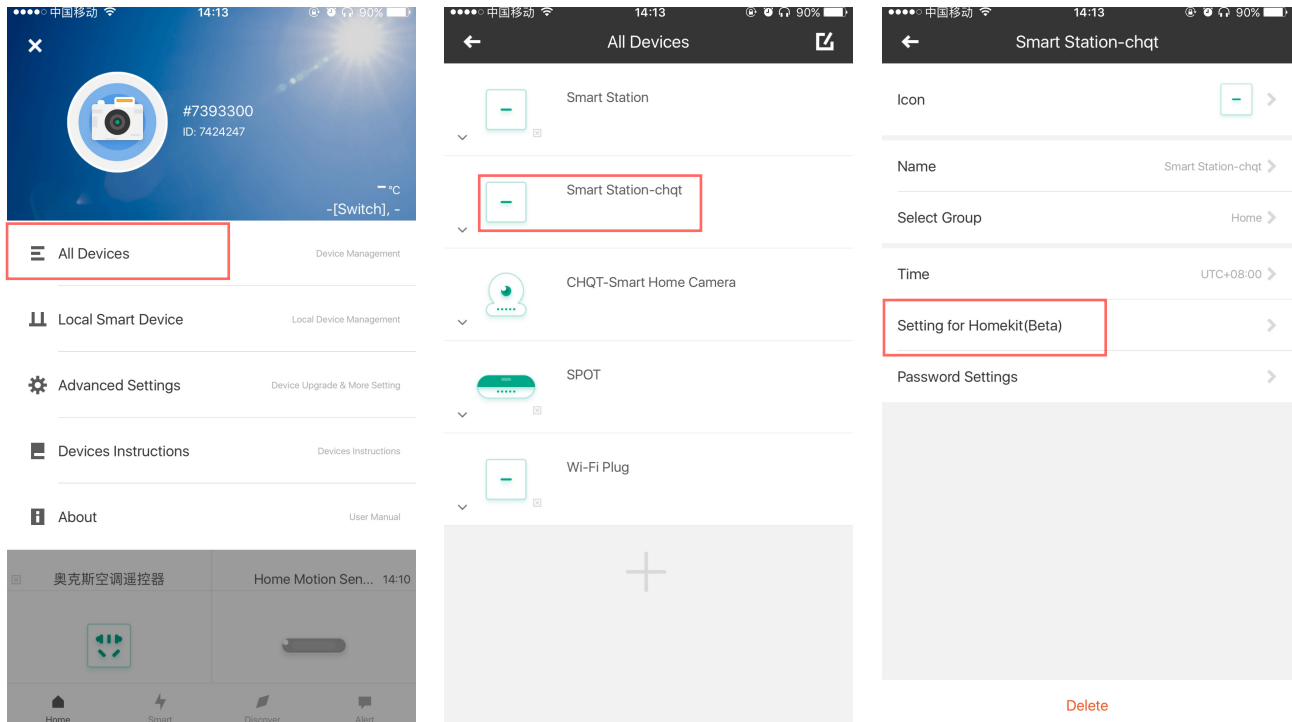 中国移动 14:13 90%
#7393300
ID: 7424247
- °C
-[Switch], -
All Devices Device Management
Local Smart Device Local Device Management
Advanced Settings Device Upgrade & More Setting
Devices Instructions Devices Instructions
About User Manual
奥克斯空调遥控器 Home Motion Sen... 14:10
Home Smart Discover Alert
中国移动 14:13 90%
All Devices
Smart Station
Smart Station-chqt
CHQT-Smart Home Camera
SPOT
Wi-Fi Plug
中国移动 14:13 90%
Smart Station-chqt
Icon
Name Smart Station-chqt
Select Group Home
Time UTC+08:00
Setting for Homekit(Beta)
Password Settings
Delete